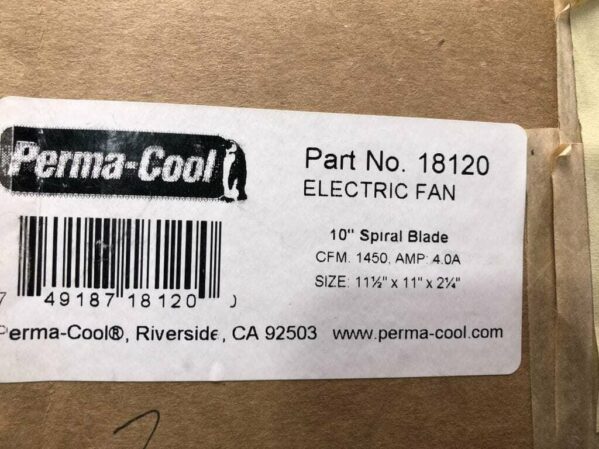 Perma-Cool
Part No. 18120
ELECTRIC FAN
10" Spiral Blade
CFM. 1450, AMP: 4.0A
SIZE: 11½" x 11" x 2¼"
7 49187 18120
Perma-Cool®, Riverside, CA 92503 www.perma-cool.com